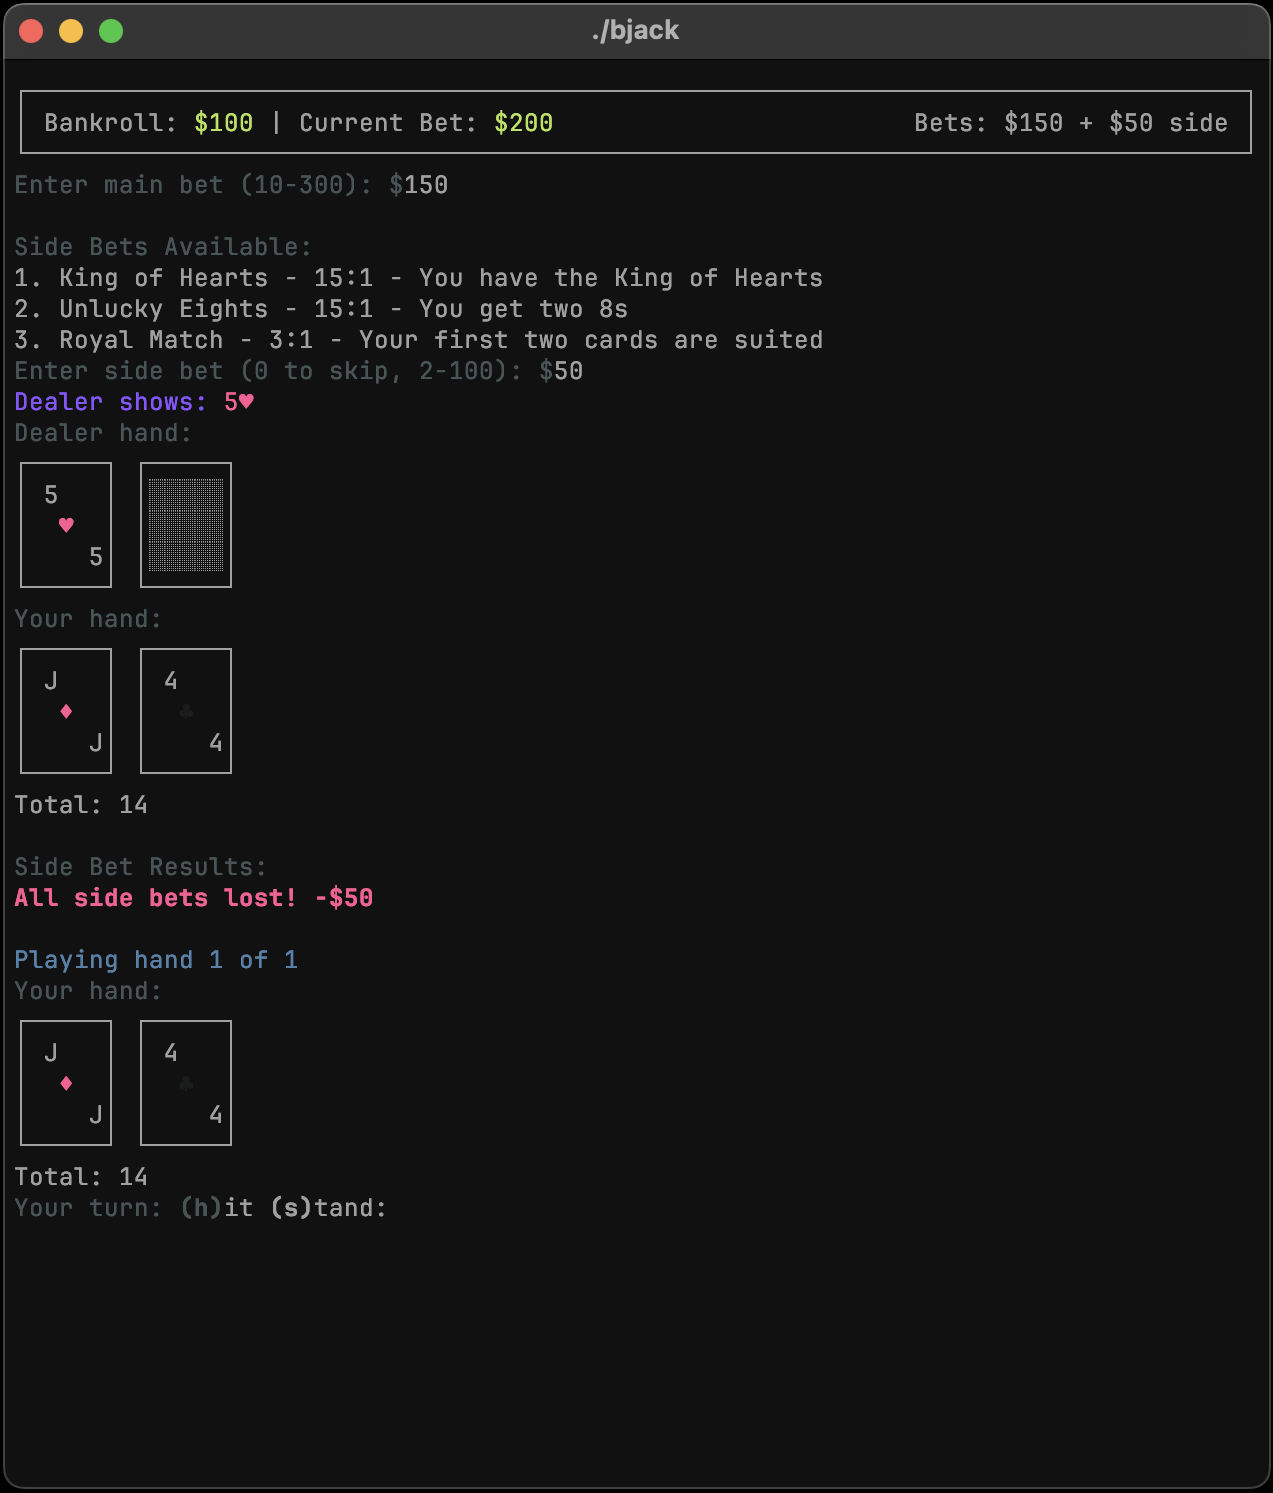 ./bjack
Bankroll: $100 | Current Bet: $200 Bets: $150 + $50 side
Enter main bet (10-300): $150
Side Bets Available:
1. King of Hearts - 15:1 - You have the King of Hearts
2. Unlucky Eights - 15:1 - You get two 8s
3. Royal Match - 3:1 - Your first two cards are suited
Enter side bet (0 to skip, 2-100): $50
Dealer shows: 5♥
Dealer hand:
5
♥
5
Your hand:
J 4
♦ ♣
J 4
Total: 14
Side Bet Results:
All side bets lost! -$50
Playing hand 1 of 1
Your hand:
J 4
♦ ♣
J 4
Total: 14
Your turn: (h)it (s)tand: